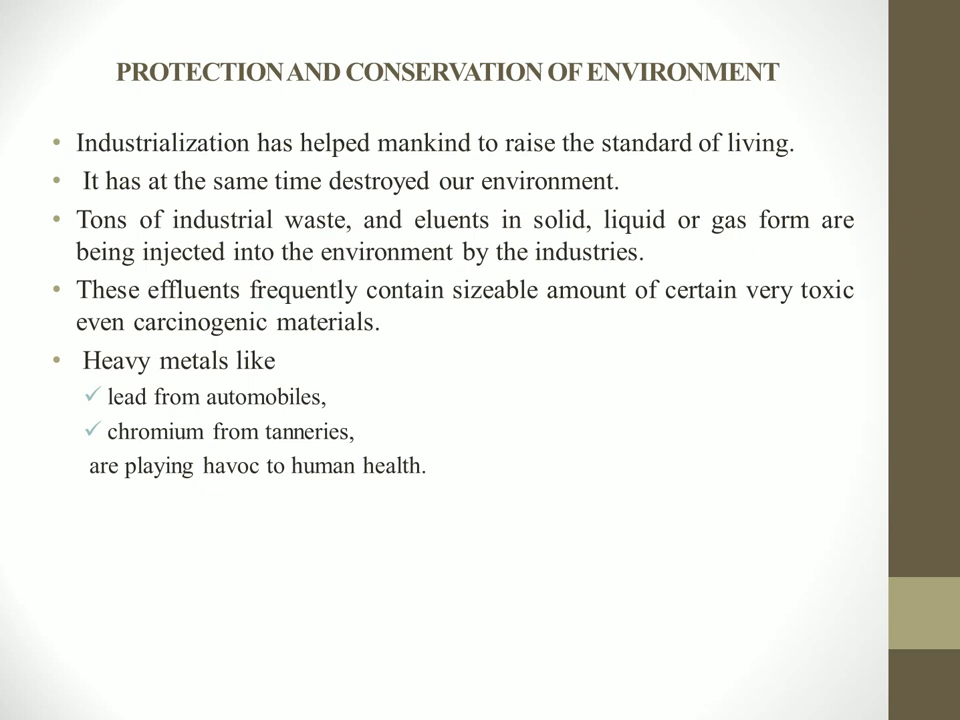 PROTECTION AND CONSERVATION OF ENVIRONMENT
• Industrialization has helped mankind to raise the standard of living.
• It has at the same time destroyed our environment.
• Tons of industrial waste, and eluents in solid, liquid or gas form are
being injected into the environment by the industries.
• These effluents frequently contain sizeable amount of certain very toxic
even carcinogenic materials.
• Heavy metals like
✓ lead from automobiles,
✓ chromium from tanneries,
are playing havoc to human health.